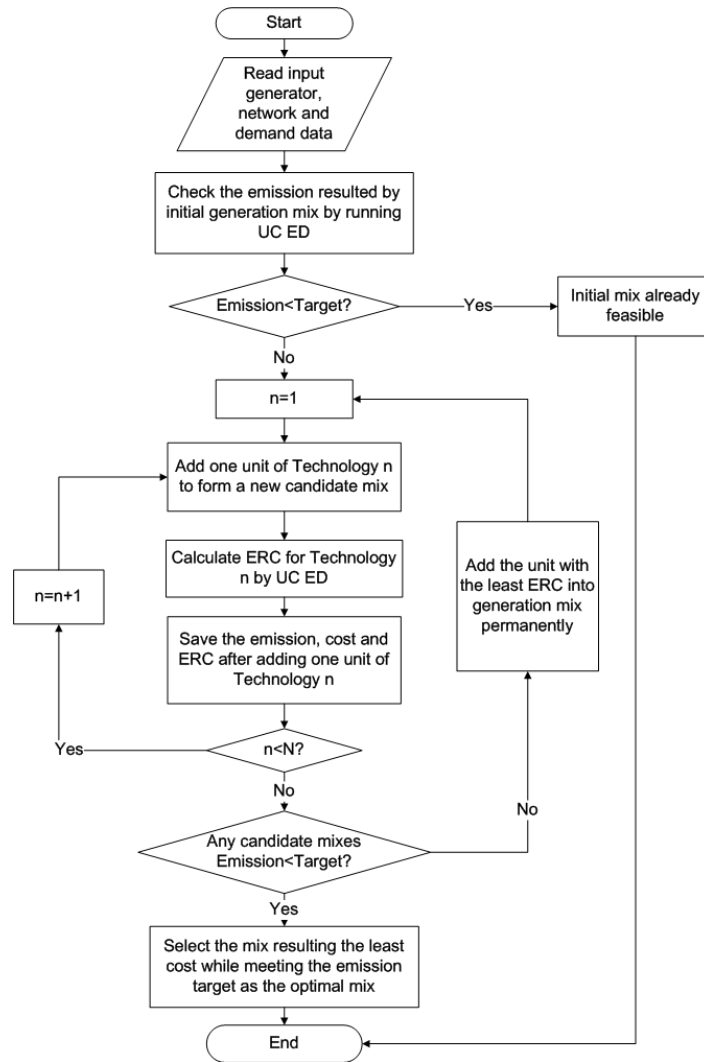 Start
Read input
generator,
network and
demand data
Check the emission resulted by
initial generation mix by running
UC ED
Emission<Target?
Yes
Initial mix already
feasible
No
n=1
Add one unit of Technology n
to form a new candidate mix
Calculate ERC for Technology
n by UC ED
n=n+1
Add the unit with
the least ERC into
generation mix
permanently
Save the emission, cost and
ERC after adding one unit of
Technology n
Yes
n<N?
No
No
Any candidate mixes
Emission<Target?
Yes
Select the mix resulting the least
cost while meeting the emission
target as the optimal mix
End